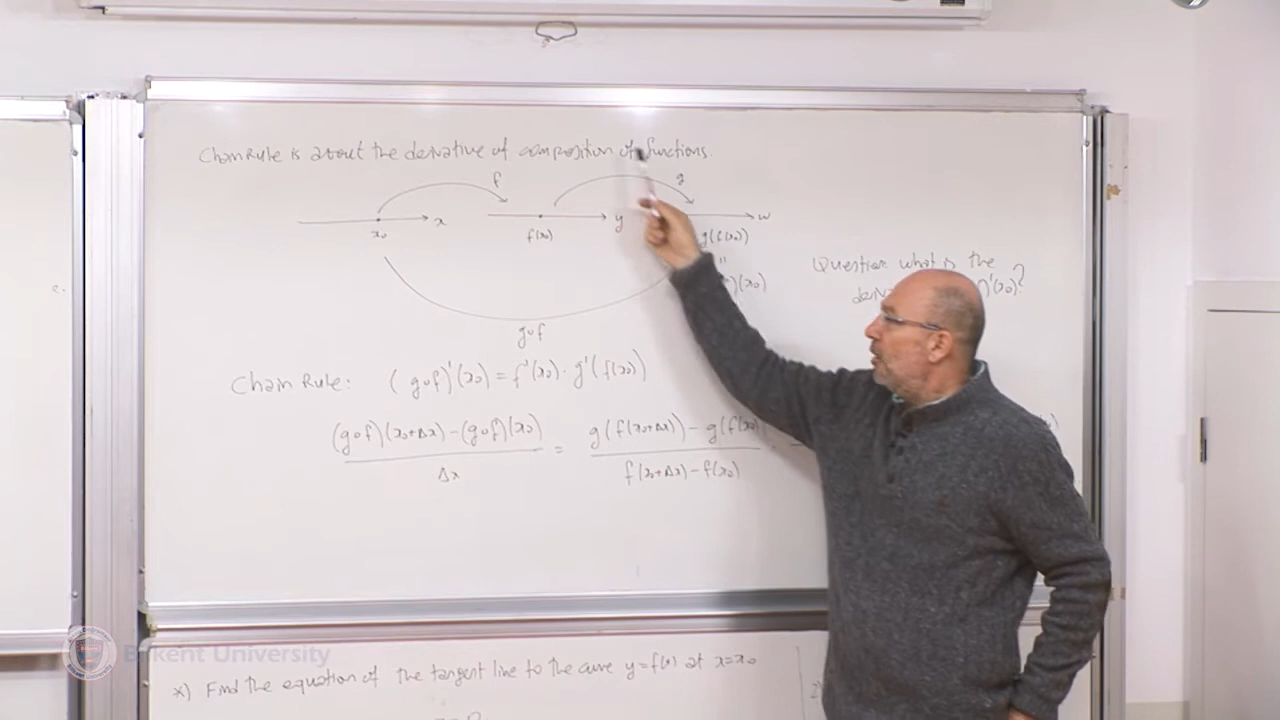 Chain Rule is about the derivative of composition of functions.
f g
x y w
x₀ f(x₀) g(f(x₀))
"
)(x₀)
g∘f
Question: what is the
)'(x₀)?
Chain Rule: (g∘f)'(x₀) = f'(x₀) · g'(f(x₀))
(g∘f)(x₀+Δx) − (g∘f)(x₀) = g(f(x₀+Δx)) − g(f(x₀)
Δx f(x₀+Δx) − f(x₀)
*) Find the equation of the tangent line to the curve y=f(x) at x=x₀
Bilkent University